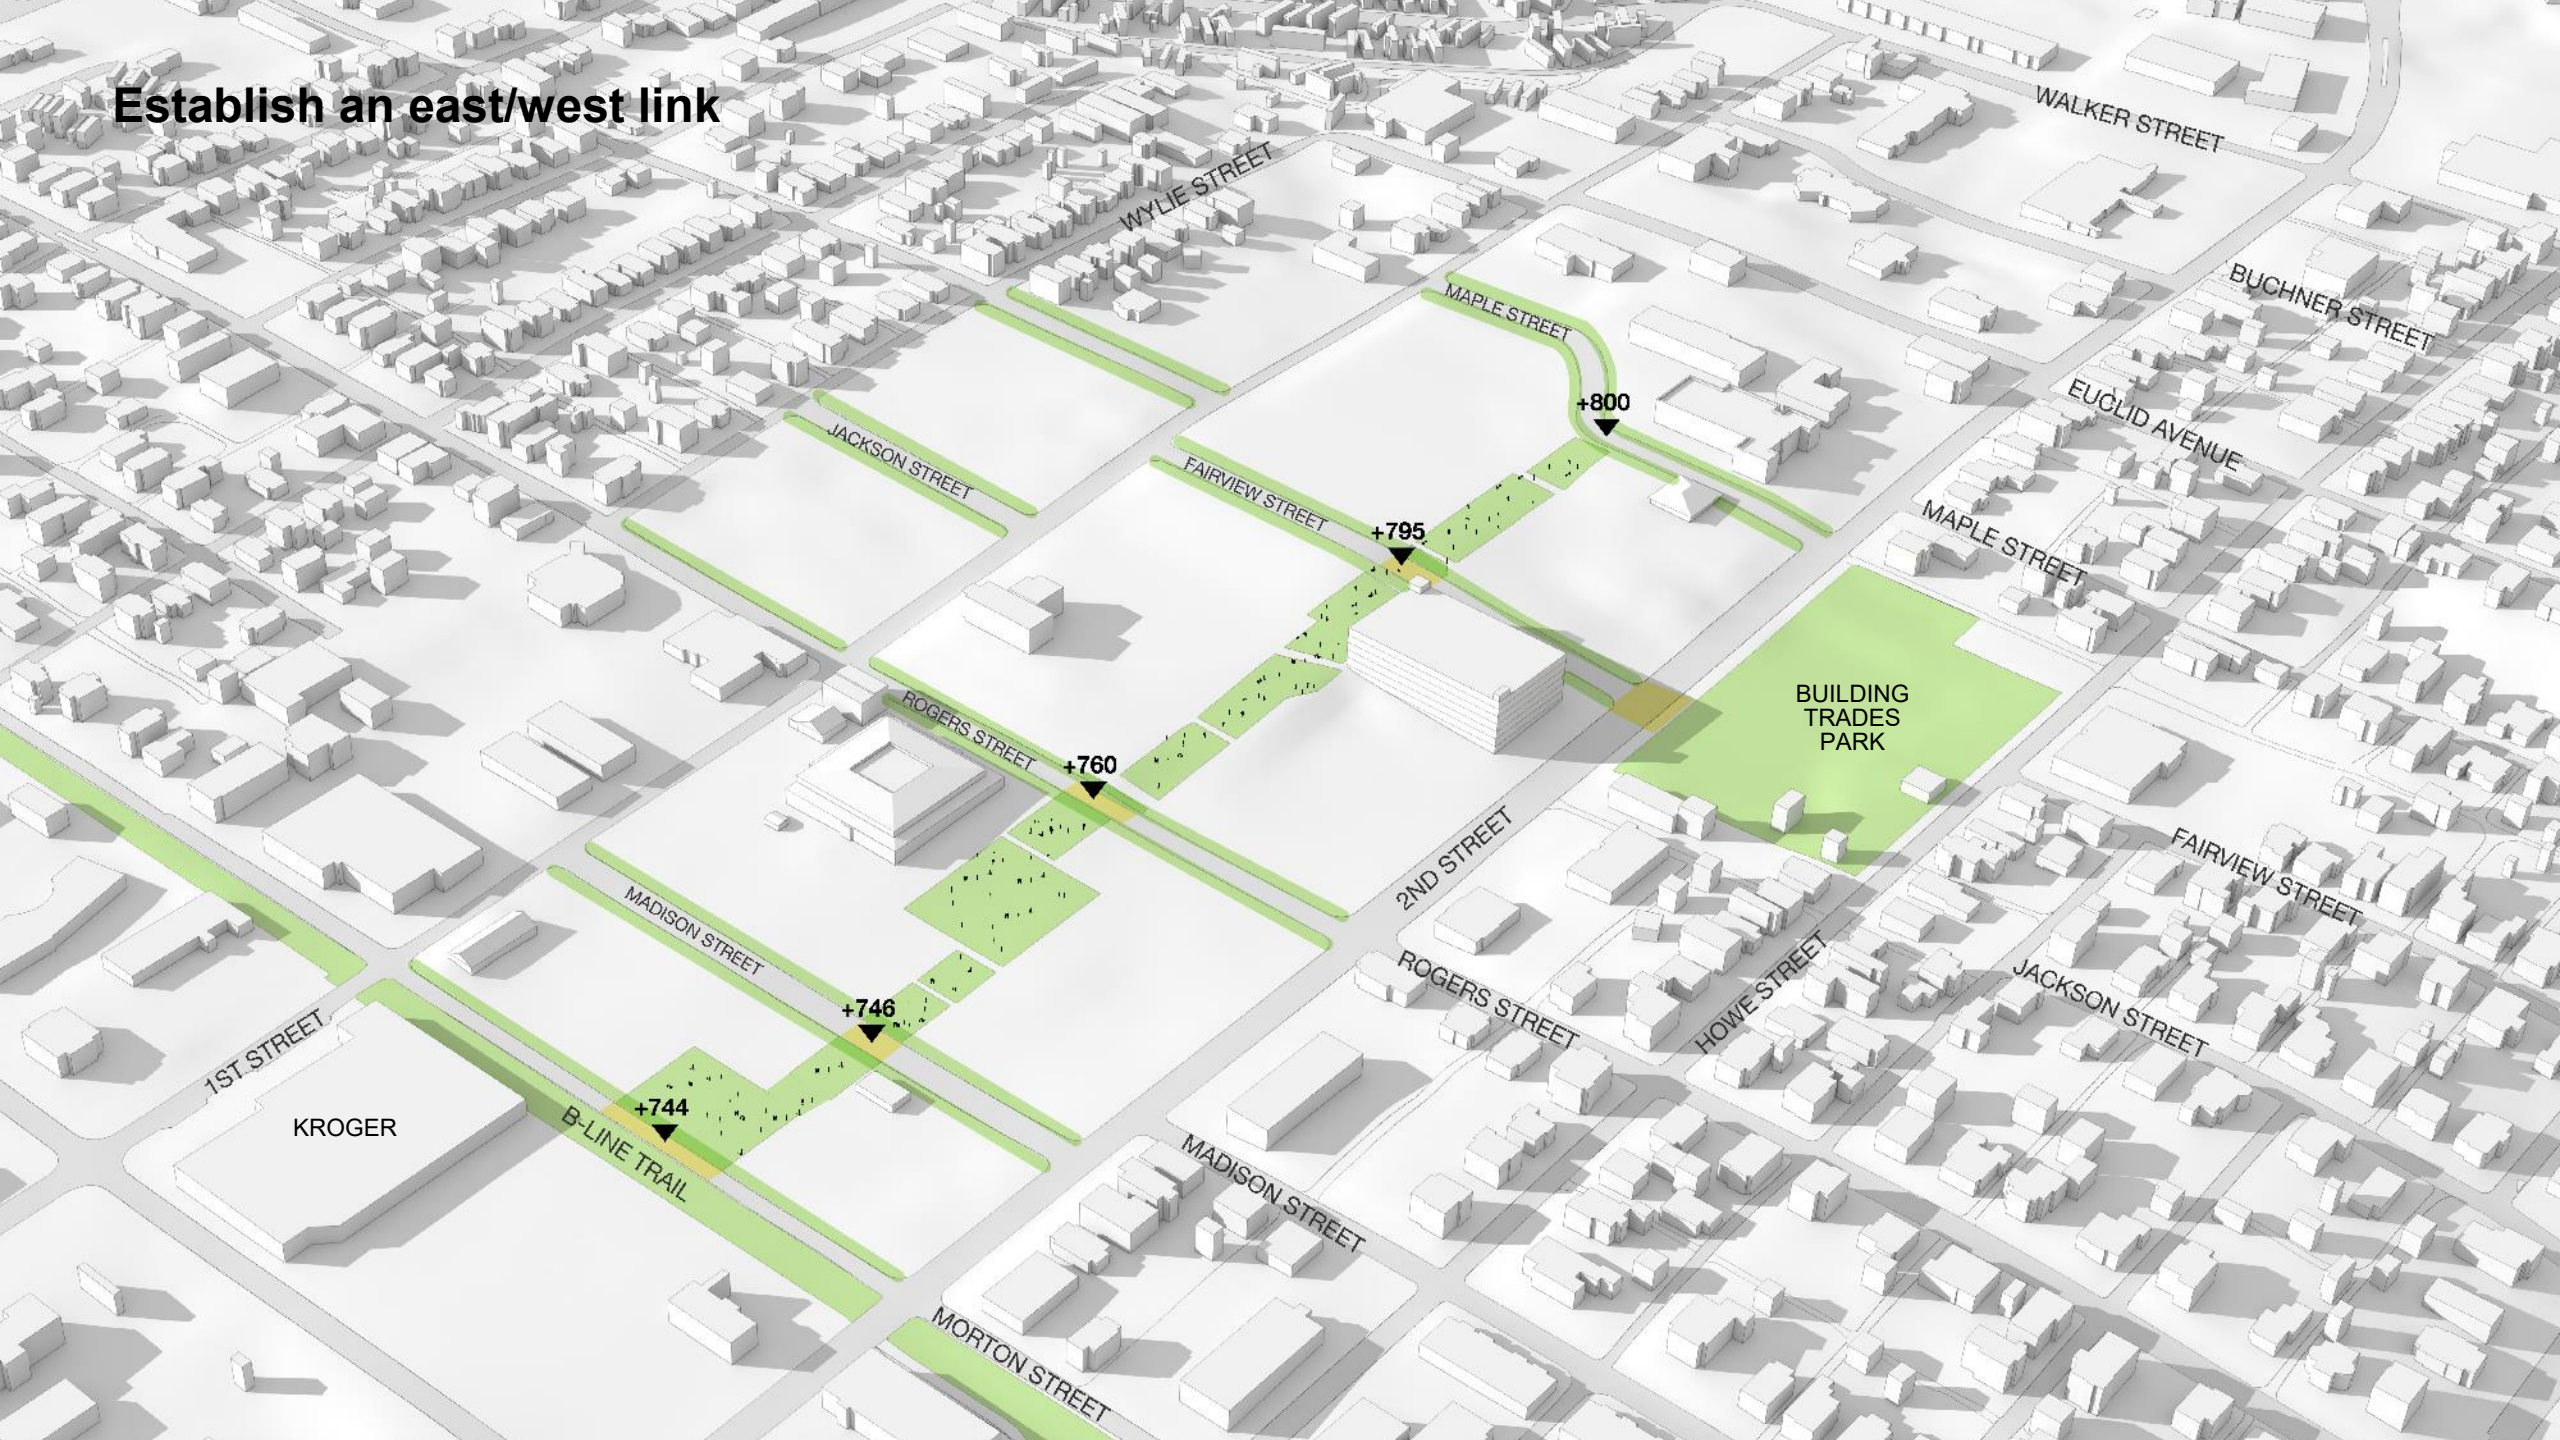 Establish an east/west link
WALKER STREET
WYLIE STREET
BUCHNER STREET
MAPLE STREET
+800
EUCLID AVENUE
JACKSON STREET
FAIRVIEW STREET
+795
MAPLE STREET
BUILDING
TRADES
PARK
ROGERS STREET
+760
2ND STREET
FAIRVIEW STREET
MADISON STREET
ROGERS STREET
HOWE STREET
JACKSON STREET
+746
1ST STREET
KROGER
+744
B-LINE TRAIL
MADISON STREET
MORTON STREET